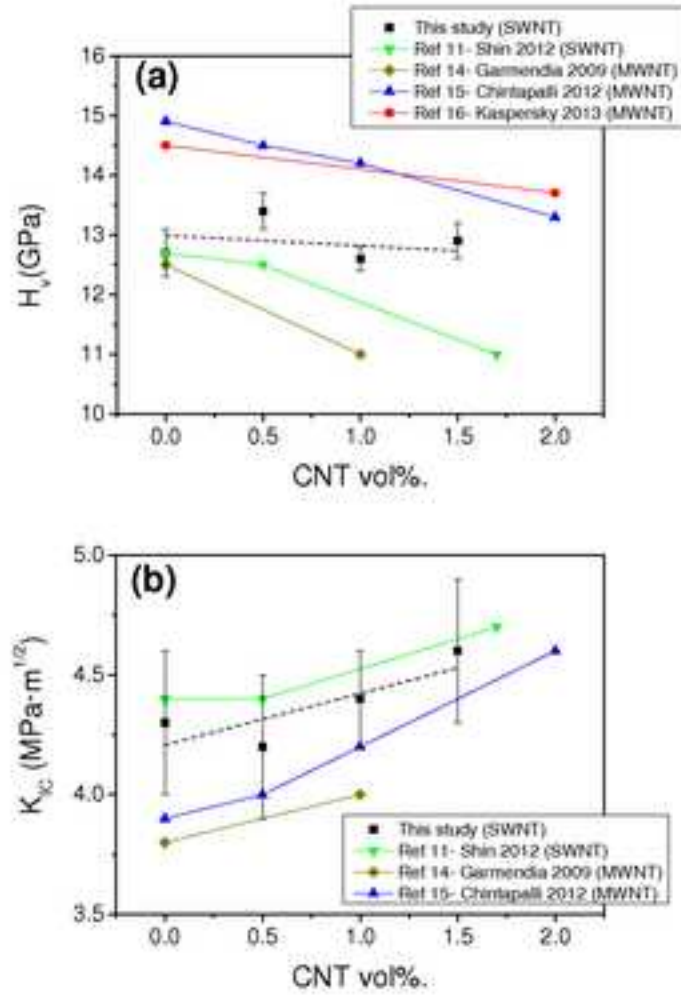 This study (SWNT)
Ref 11- Shin 2012 (SWNT)
Ref 14- Garmendia 2009 (MWNT)
Ref 15- Chintapalli 2012 (MWNT)
Ref 16- Kaspersky 2013 (MWNT)
(a)
16
15
14
13
12
11
10
Hv(GPa)
0.0 0.5 1.0 1.5 2.0
CNT vol%.
(b)
5.0
4.5
4.0
3.5
KIC (MPa·m1/2)
This study (SWNT)
Ref 11- Shin 2012 (SWNT)
Ref 14- Garmendia 2009 (MWNT)
Ref 15- Chintapalli 2012 (MWNT)
0.0 0.5 1.0 1.5 2.0
CNT vol%.